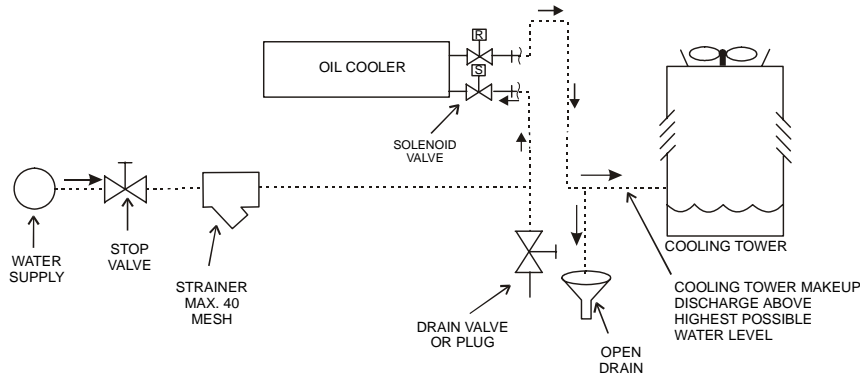 R
OIL COOLER
S
SOLENOID
VALVE
WATER
SUPPLY
STOP
VALVE
STRAINER
MAX. 40
MESH
DRAIN VALVE
OR PLUG
OPEN
DRAIN
COOLING TOWER
COOLING TOWER MAKEUP
DISCHARGE ABOVE
HIGHEST POSSIBLE
WATER LEVEL